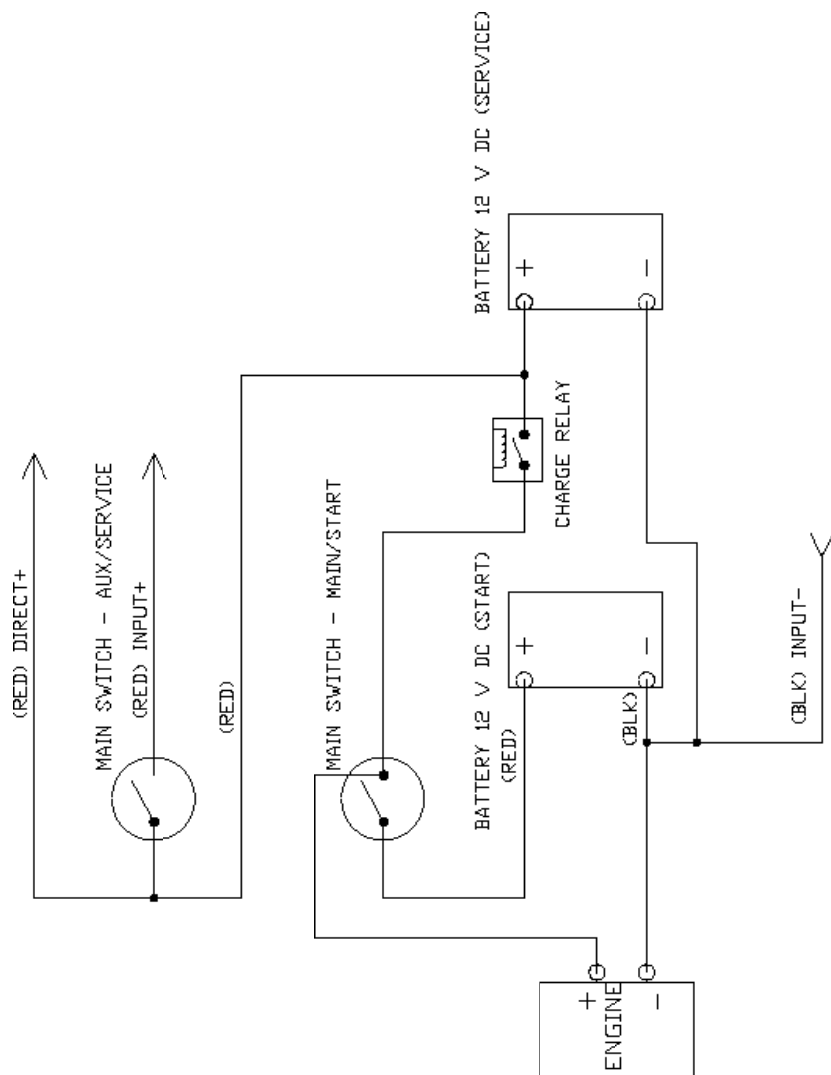 BATTERY 12 V DC (SERVICE)
+
-
CHARGE RELAY
(RED) DIRECT+
MAIN SWITCH - AUX/SERVICE
(RED) INPUT+
(RED)
MAIN SWITCH - MAIN/START
BATTERY 12 V DC (START)
(RED)
+
-
(BLK)
(BLK) INPUT-
+
-
ENGINE